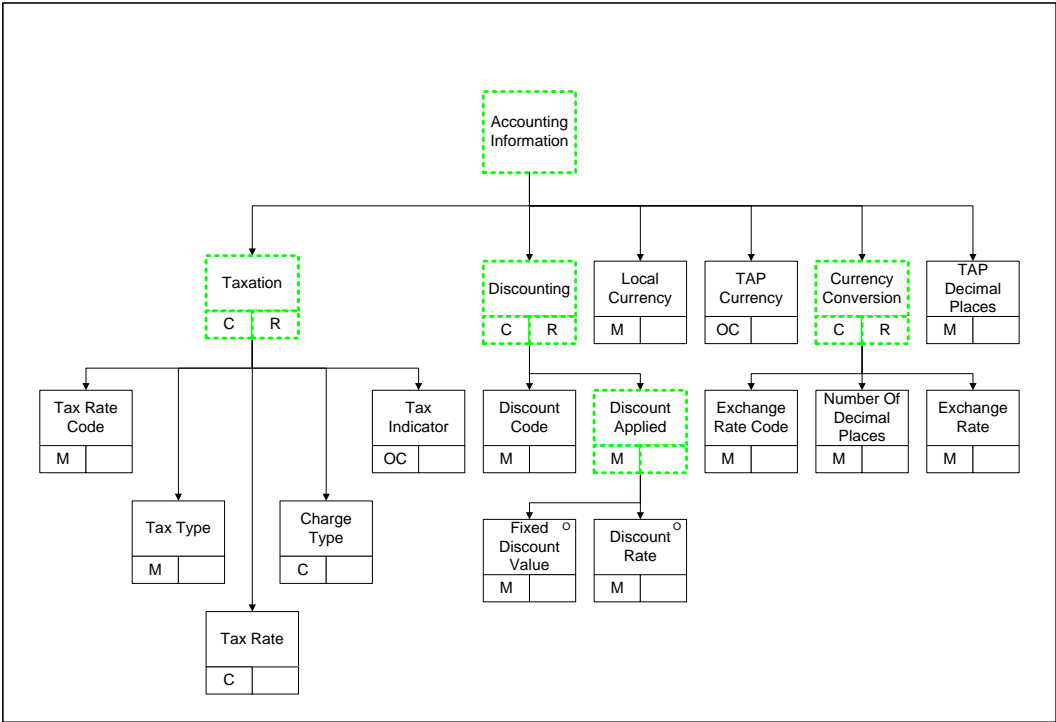 Accounting
Information
Taxation
C R
Discounting
C R
Local
Currency
M
TAP
Currency
OC
Currency
Conversion
C R
TAP
Decimal
Places
M
Tax Rate
Code
M
Tax
Indicator
OC
Discount
Code
M
Discount
Applied
M
Exchange
Rate Code
M
Number Of
Decimal
Places
M
Exchange
Rate
M
Tax Type
M
Charge
Type
C
Fixed O
Discount
Value
M
Discount O
Rate
M
Tax Rate
C